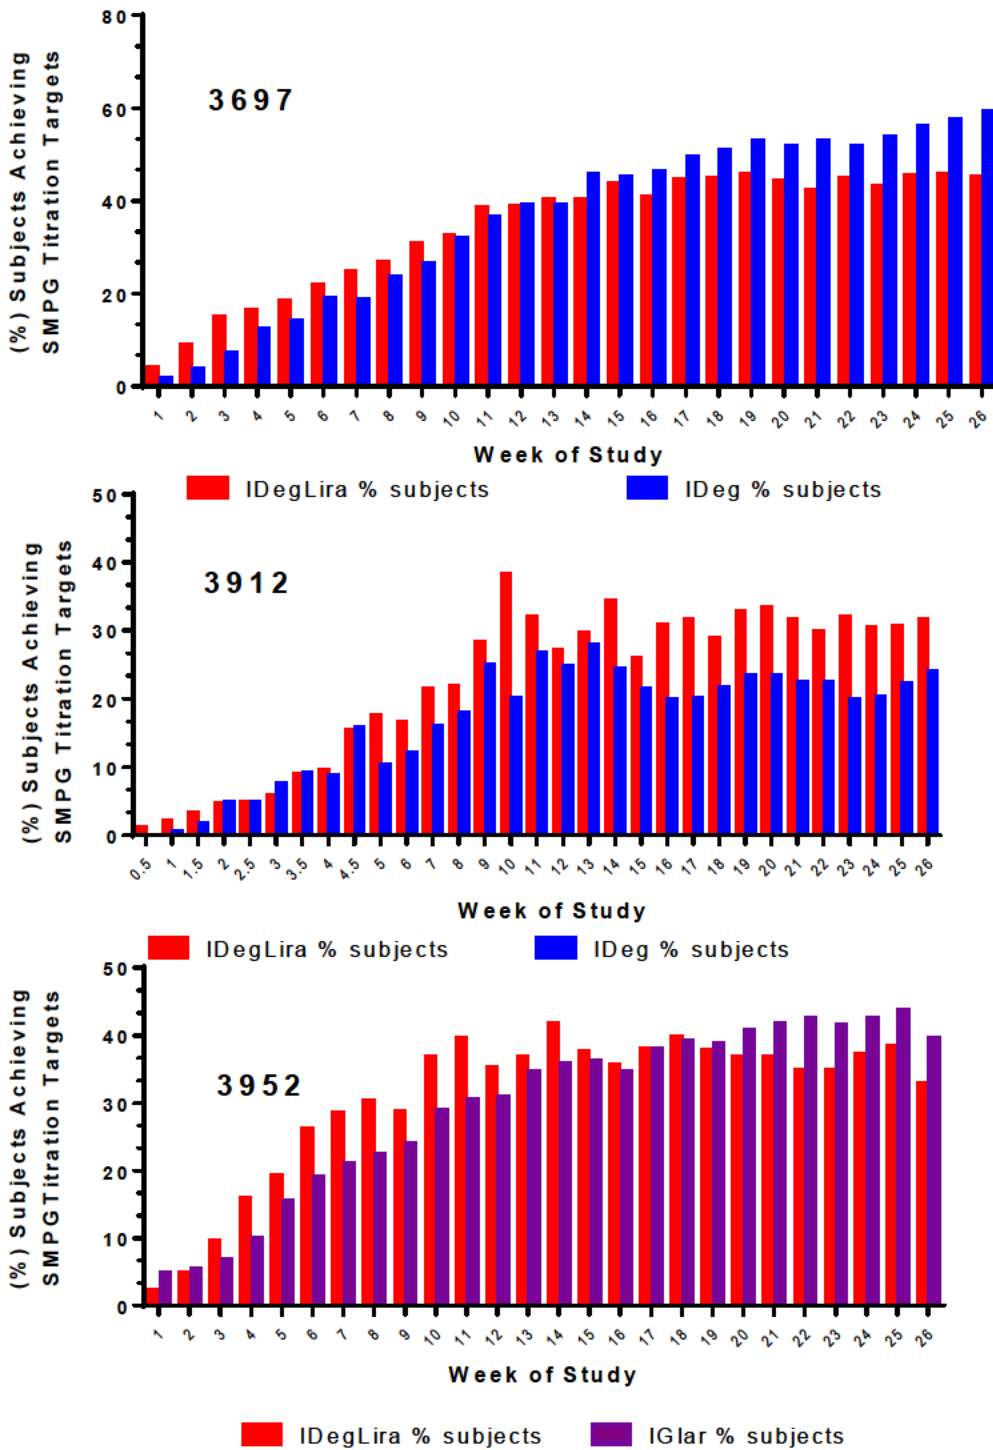 (%) Subjects Achieving
SMPG Titration Targets
80
60
40
20
0
3697
1 2 3 4 5 6 7 8 9 10 11 12 13 14 15 16 17 18 19 20 21 22 23 24 25 26
Week of Study
IDegLira % subjects IDeg % subjects
(%) Subjects Achieving
SMPG Titration Targets
50
40
30
20
10
0
3912
0.5 1 1.5 2 2.5 3 3.5 4 4.5 5 6 7 8 9 10 11 12 13 14 15 16 17 18 19 20 21 22 23 24 25 26
Week of Study
IDegLira % subjects IDeg % subjects
(%) Subjects Achieving
SMPGTitration Targets
50
40
30
20
10
0
3952
1 2 3 4 5 6 7 8 9 10 11 12 13 14 15 16 17 18 19 20 21 22 23 24 25 26
Week of Study
IDegLira % subjects IGlar % subjects